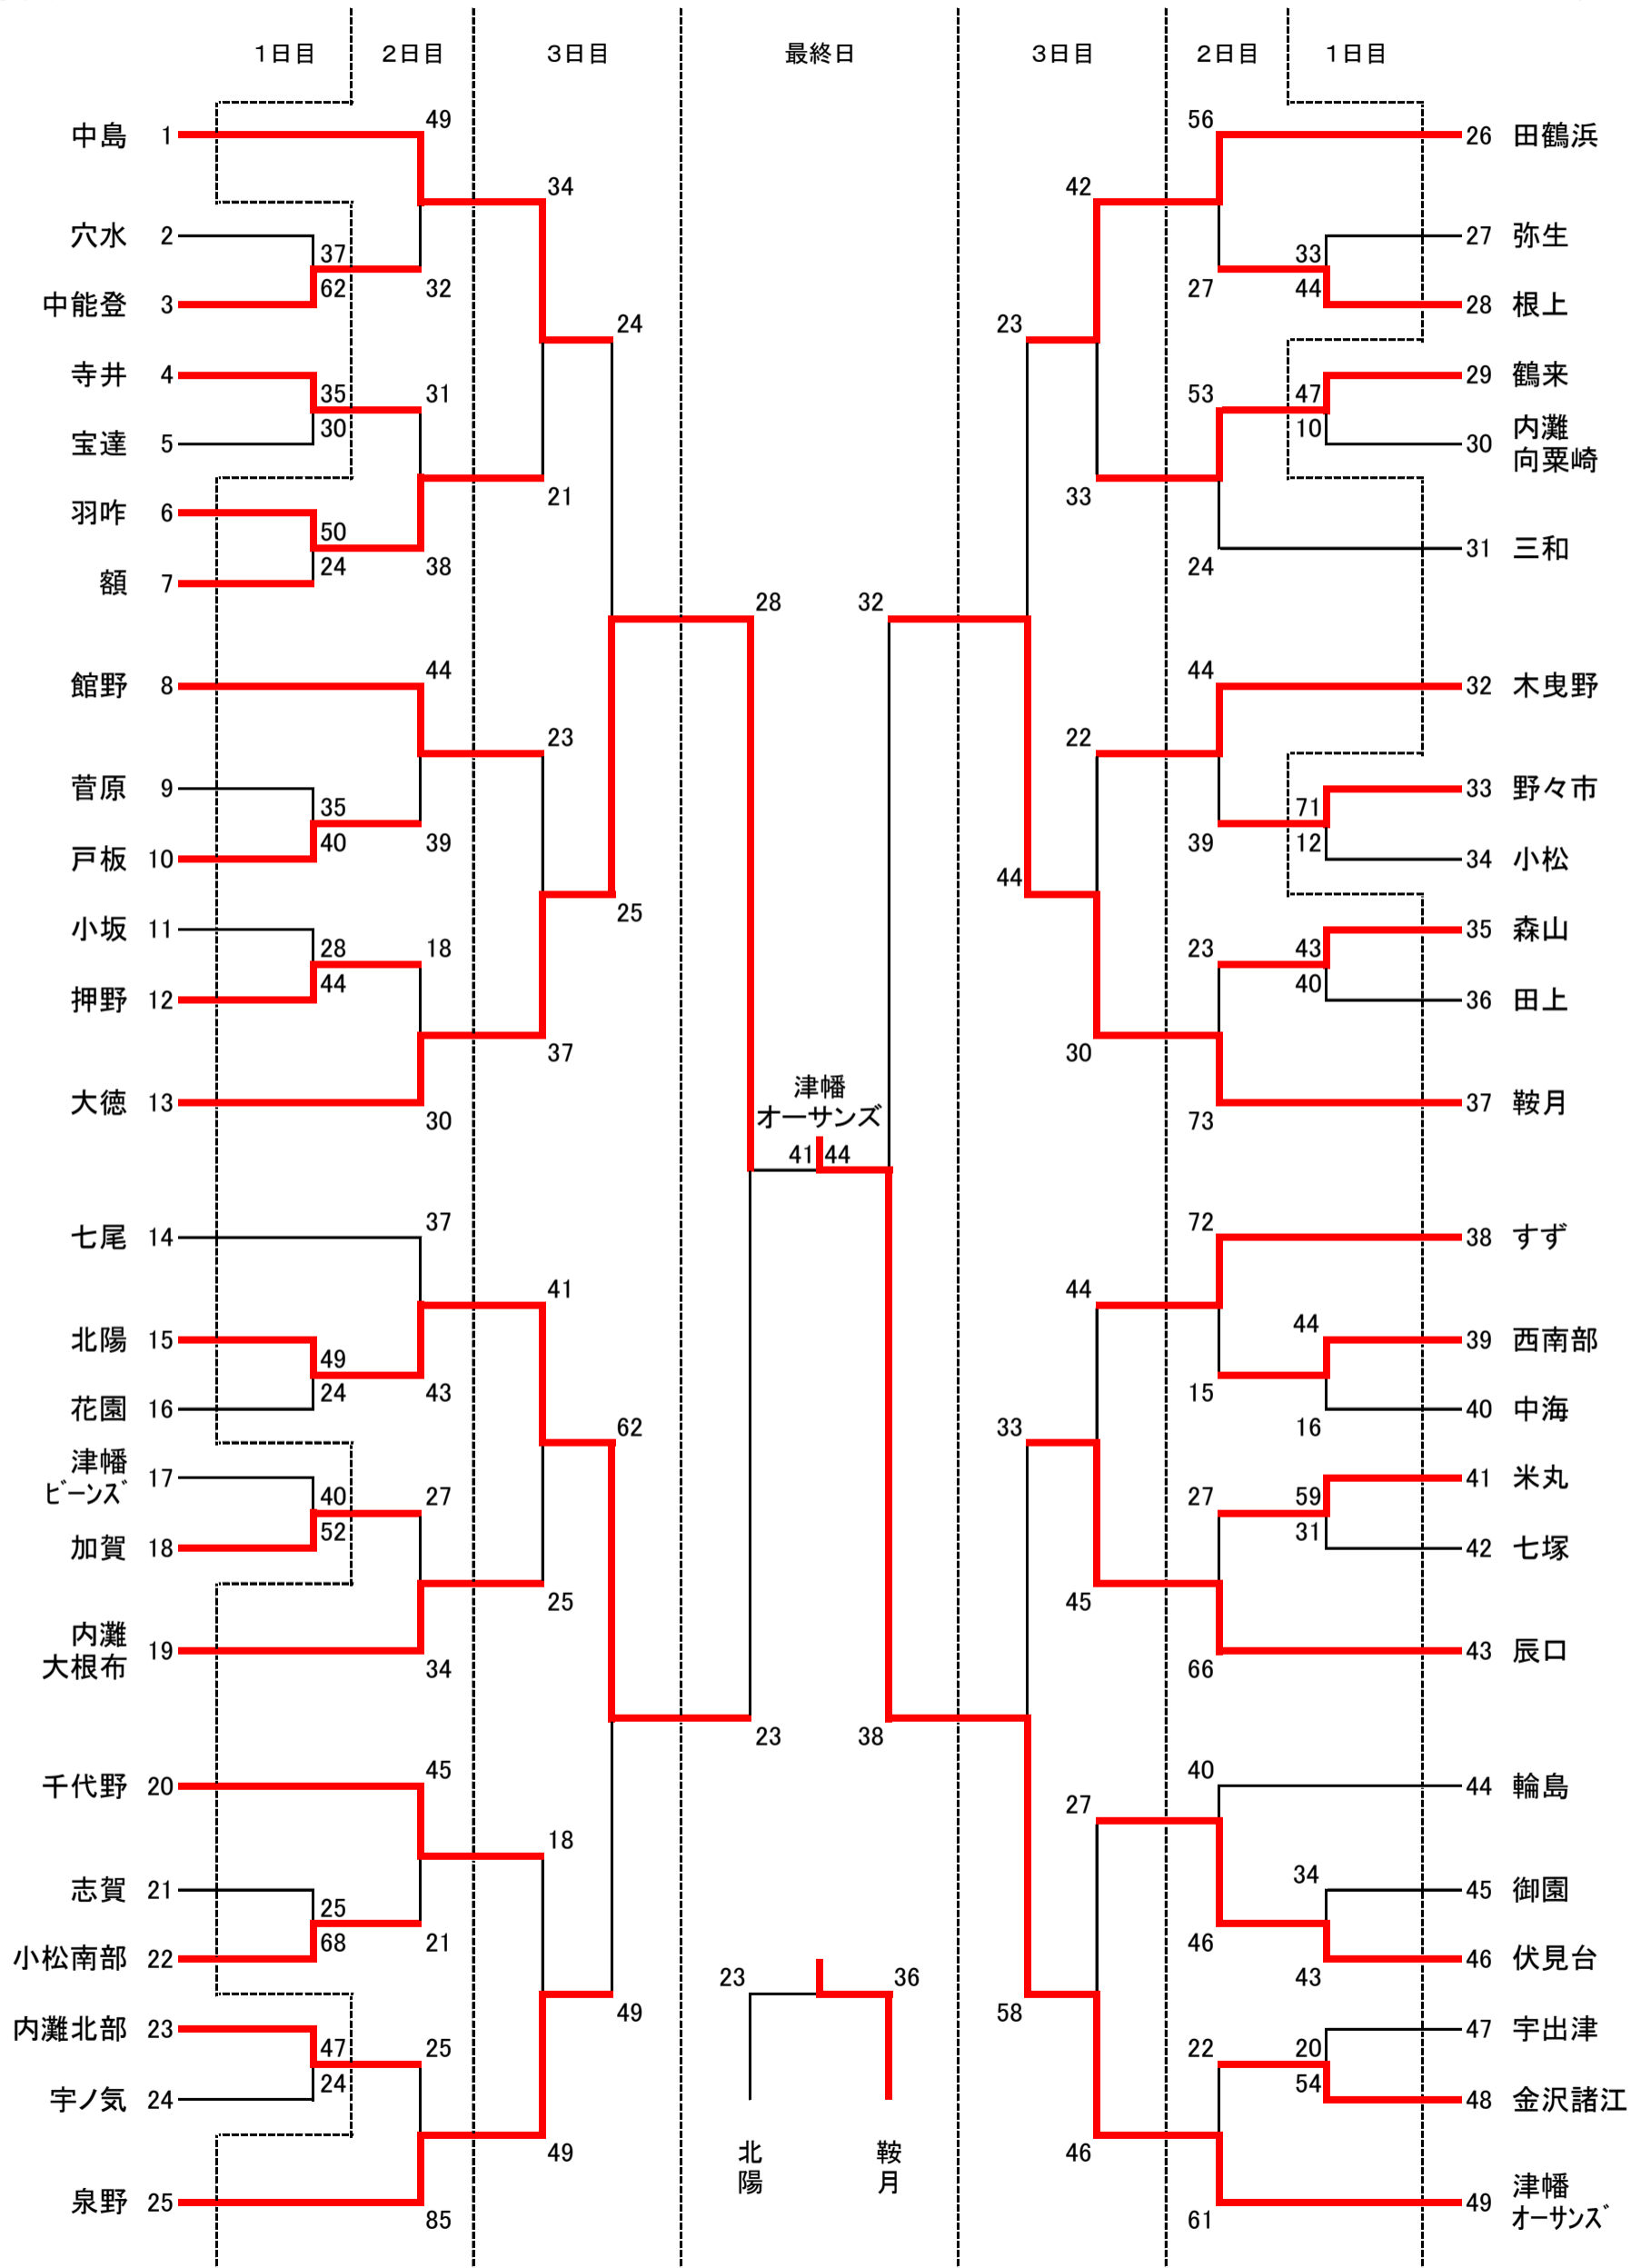 1日目 2日目 3日目 最終日 3日目 2日目 1日目
49 56
中島 1 26 田鶴浜
34 42
穴水 2 27 弥生
37 33
62 32 27 44
中能登 3 28 根上
24 23
寺井 4 29 鶴来
35 31 53 47
30 10
宝達 5 30 内灘
向粟崎
21 33
羽咋 6
50 31 三和
24 38 24
額 7
28 32
44 44
館野 8 32 木曳野
23 22
菅原 9 33 野々市
35 71
40 39 39 12
戸板 10 34 小松
44
25
小坂 11 35 森山
28 18 23 43
44 40
押野 12 36 田上
37 30
津幡
オーサンズ
大徳 13 37 鞍月
30 73
41 44
37 72
七尾 14 38 すず
41 44
北陽 15 44 39 西南部
49
24 43 15
花園 16 40 中海
62 33 16
津幡
ビーンズ 17 41 米丸
40 27 27 59
52 31
加賀 18 42 七塚
25 45
内灘
大根布 19 43 辰口
34 66
23 38
45 40
千代野 20 44 輪島
27
18
34
志賀 21 45 御園
25
68 21 46
小松南部 22 46 伏見台
23 36 43
49 58
内灘北部 23 47 宇出津
47 25 22 20
24 54
宇ノ気 24 48 金沢諸江
49 46
北陽 鞍月
泉野 25 49 津幡
オーサンズ
85 61